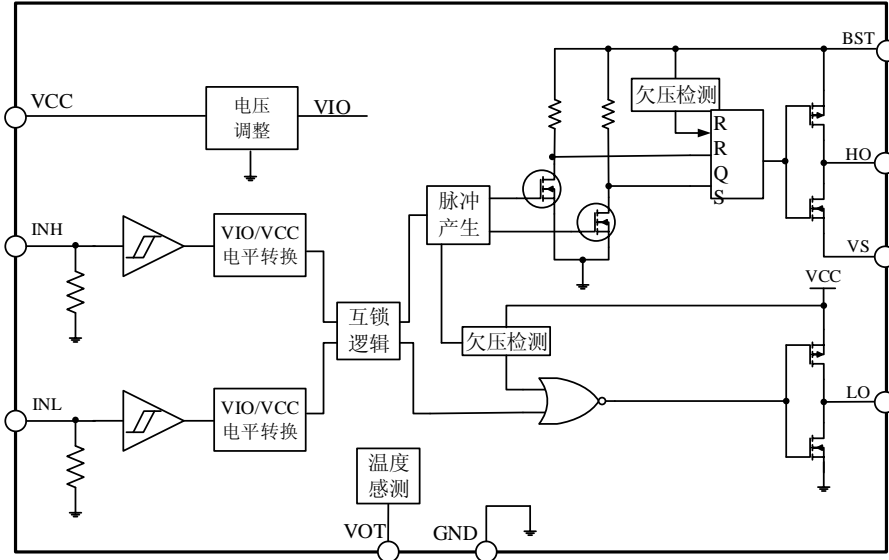 BST
VCC
电压
调整
VIO
欠压检测
R
R
Q
S
HO
INH
VIO/VCC
电平转换
脉冲
产生
VS
VCC
互锁
逻辑
欠压检测
INL
VIO/VCC
电平转换
LO
温度
感测
VOT
GND